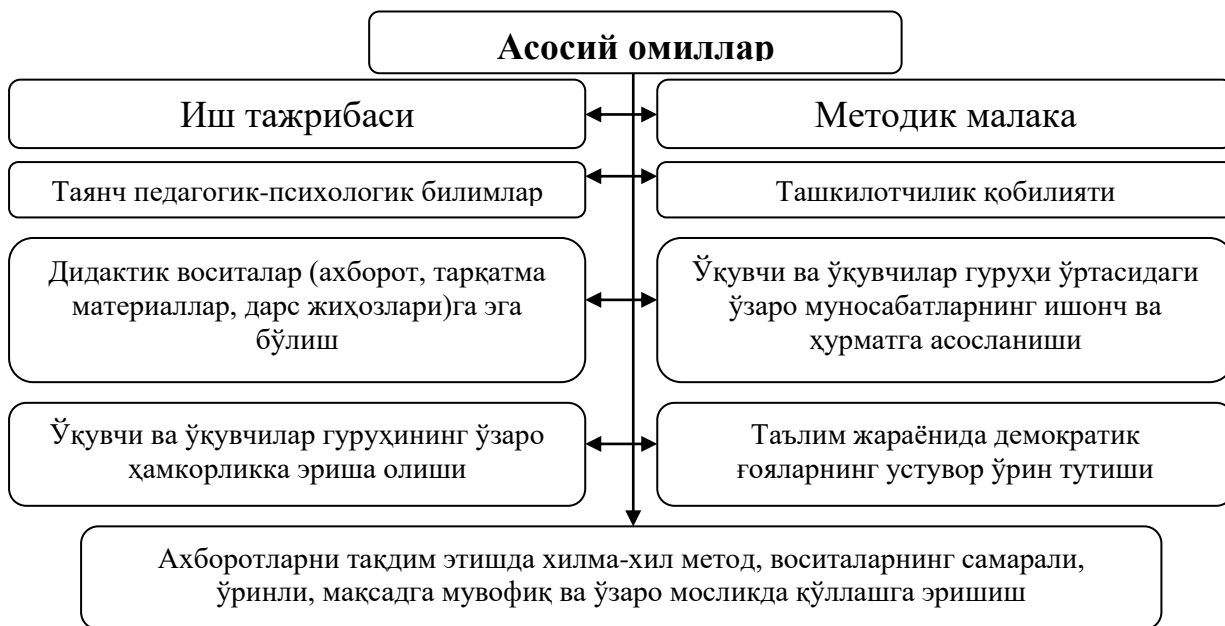 Асосий омиллар
Иш тажрибаси
Методик малака
Таянч педагогик-психологик билимлар
Ташкилотчилик қобилияти
Дидактик воситалар (ахборот, тарқатма
материаллар, дарс жиҳозлари)га эга
бўлиш
Ўқувчи ва ўқувчилар гуруҳи ўртасидаги
ўзаро муносабатларнинг ишонч ва
ҳурматга асосланиши
Ўқувчи ва ўқувчилар гуруҳининг ўзаро
ҳамкорликка эриша олиши
Таълим жараёнида демократик
ғояларнинг устувор ўрин тутиши
Ахборотларни тақдим этишда хилма-хил метод, воситаларнинг самарали,
ўринли, мақсадга мувофиқ ва ўзаро мосликда қўллашга эришиш